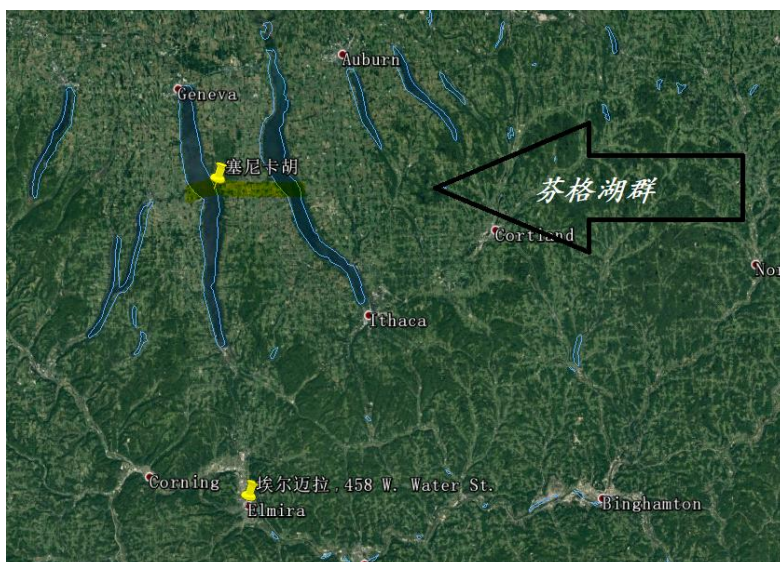 Auburn
Geneva
塞尼卡胡
芬格湖群
Cortland
Nor
Ithaca
Corning
埃尔迈拉,458 W. Water St.
Elmira
Binghamton